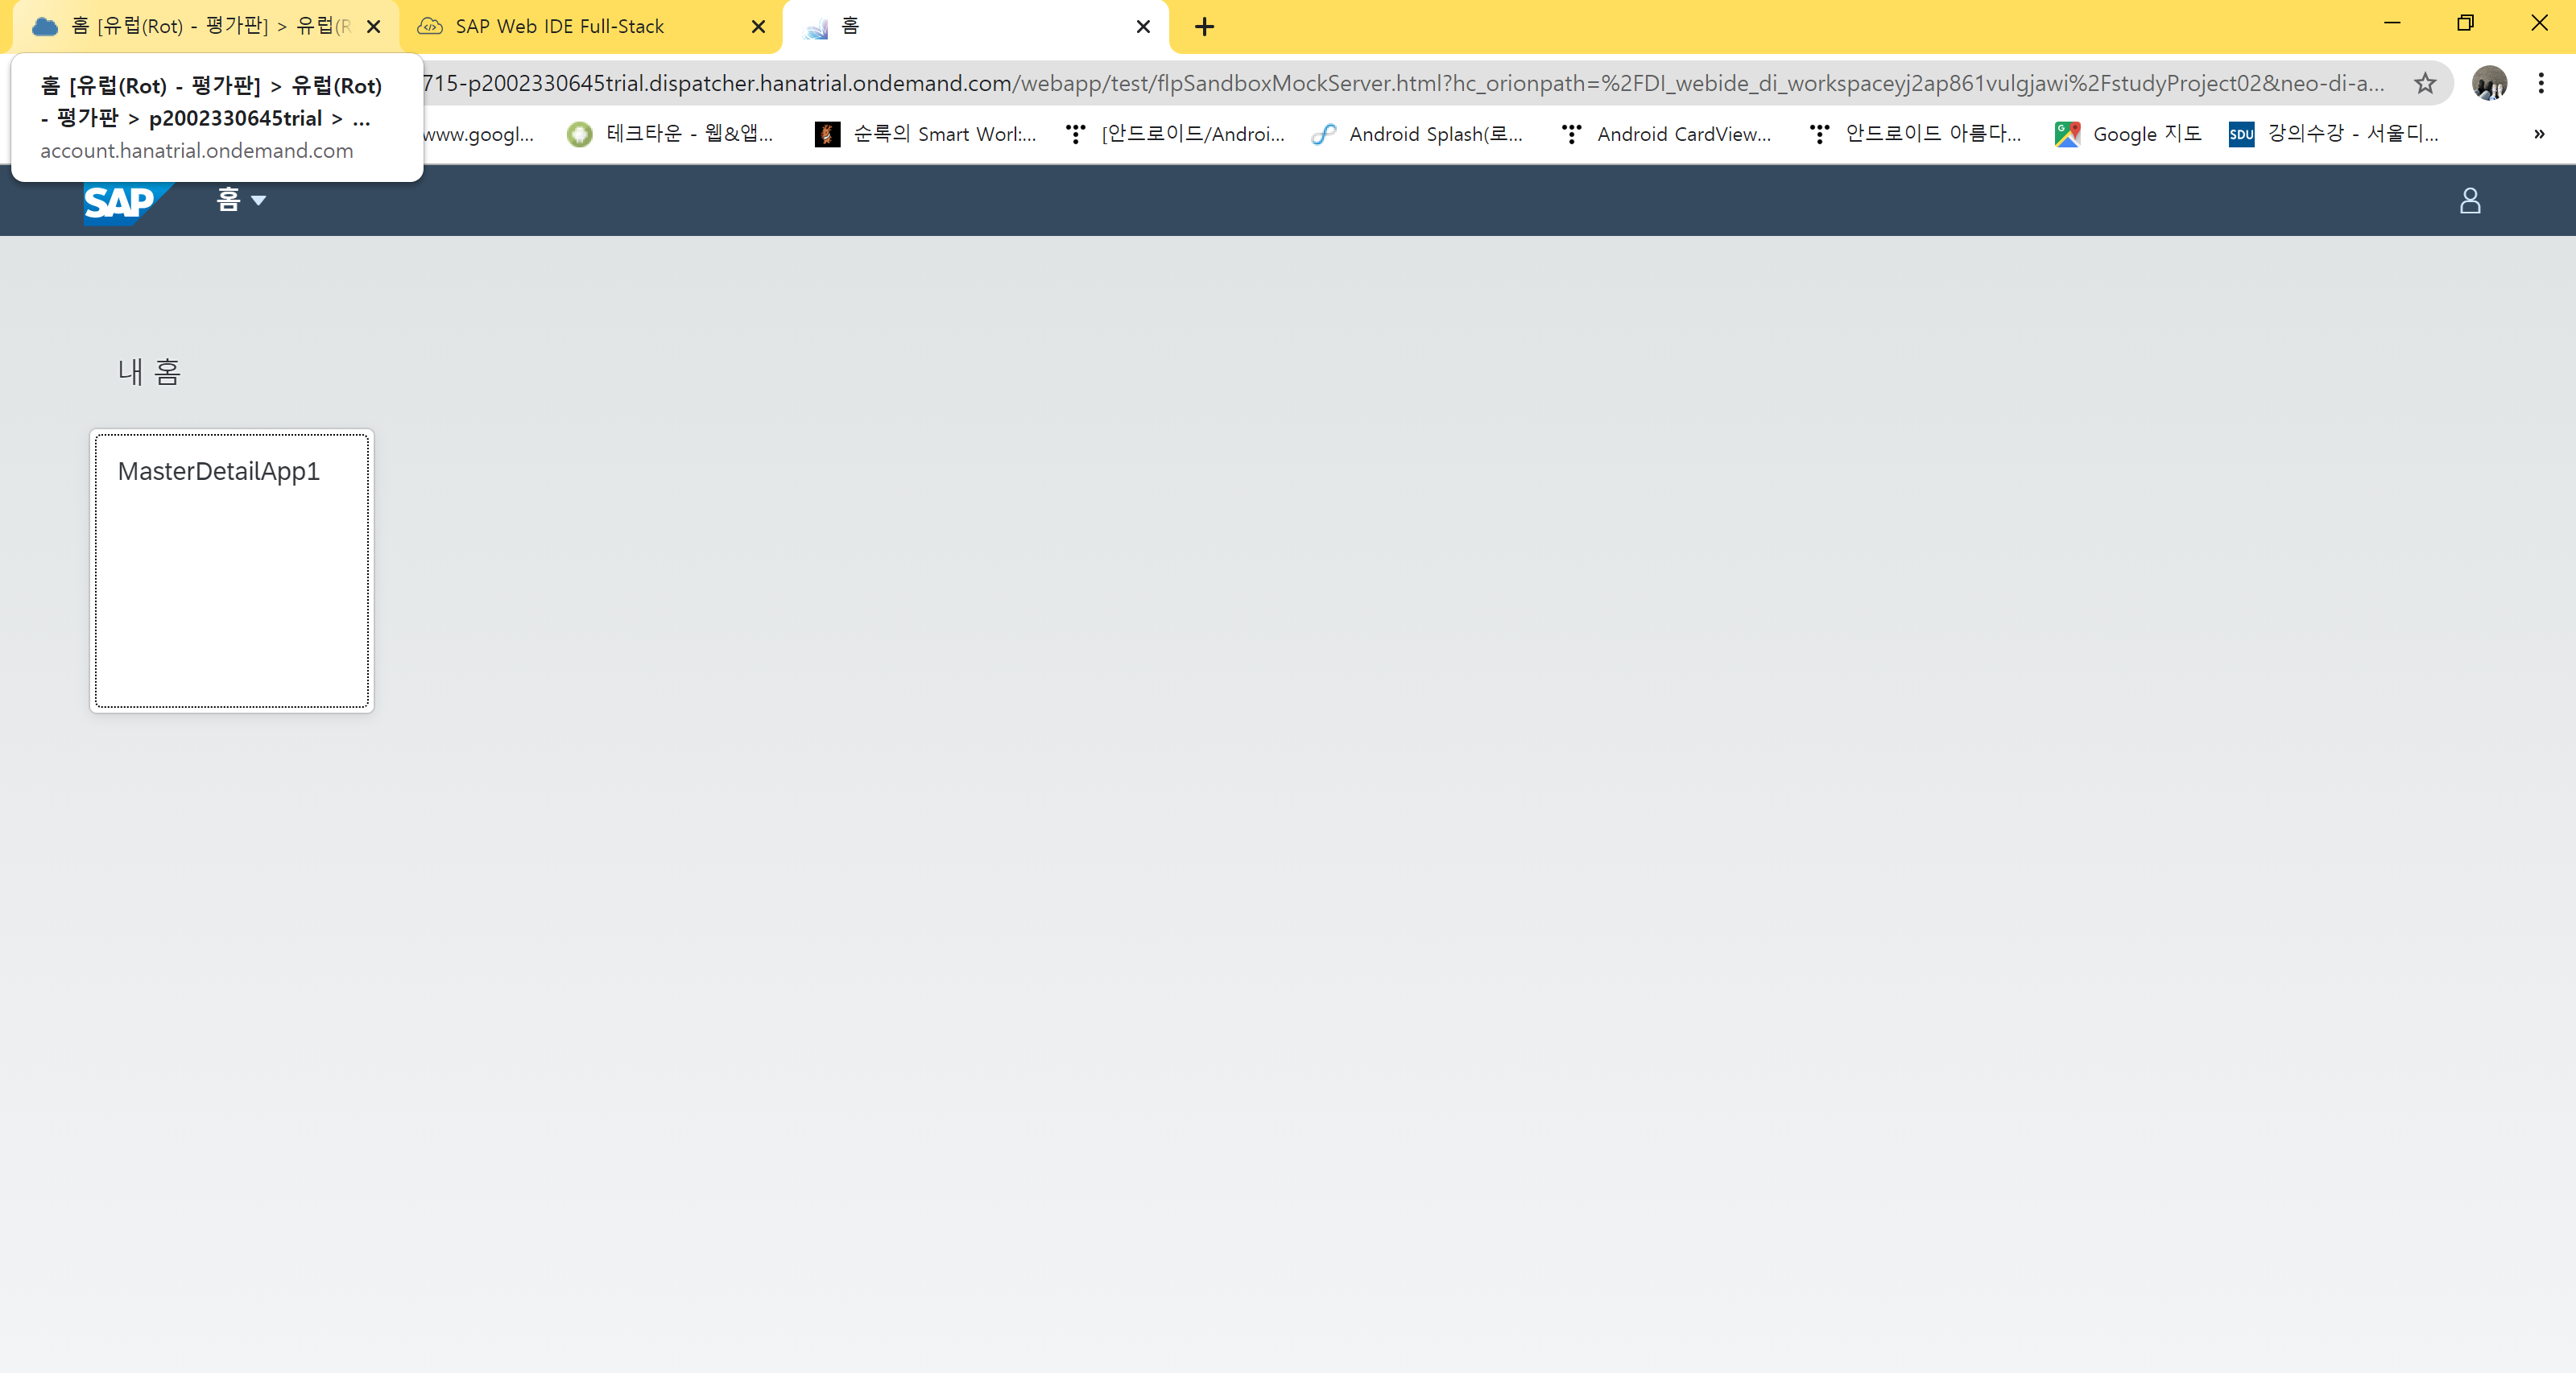 홈 [유럽(Rot) - 평가판] > 유럽(R
SAP Web IDE Full-Stack
홈
홈 [유럽(Rot) - 평가판] > 유럽(Rot)
- 평가판 > p2002330645trial > ...
account.hanatrial.ondemand.com
715-p2002330645trial.dispatcher.hanatrial.ondemand.com/webapp/test/flpSandboxMockServer.html?hc_orionpath=%2FDI_webide_di_workspaceyj2ap861vulgjawi%2FstudyProject02&neo-di-a...
www.googl...
테크타운 - 웹&앱...
순록의 Smart Worl:...
[안드로이드/Androi...
Android Splash(로...
Android CardView...
안드로이드 아름다...
Google 지도
SDU
강의수강 - 서울디...
»
SAP
홈
내 홈
MasterDetailApp1